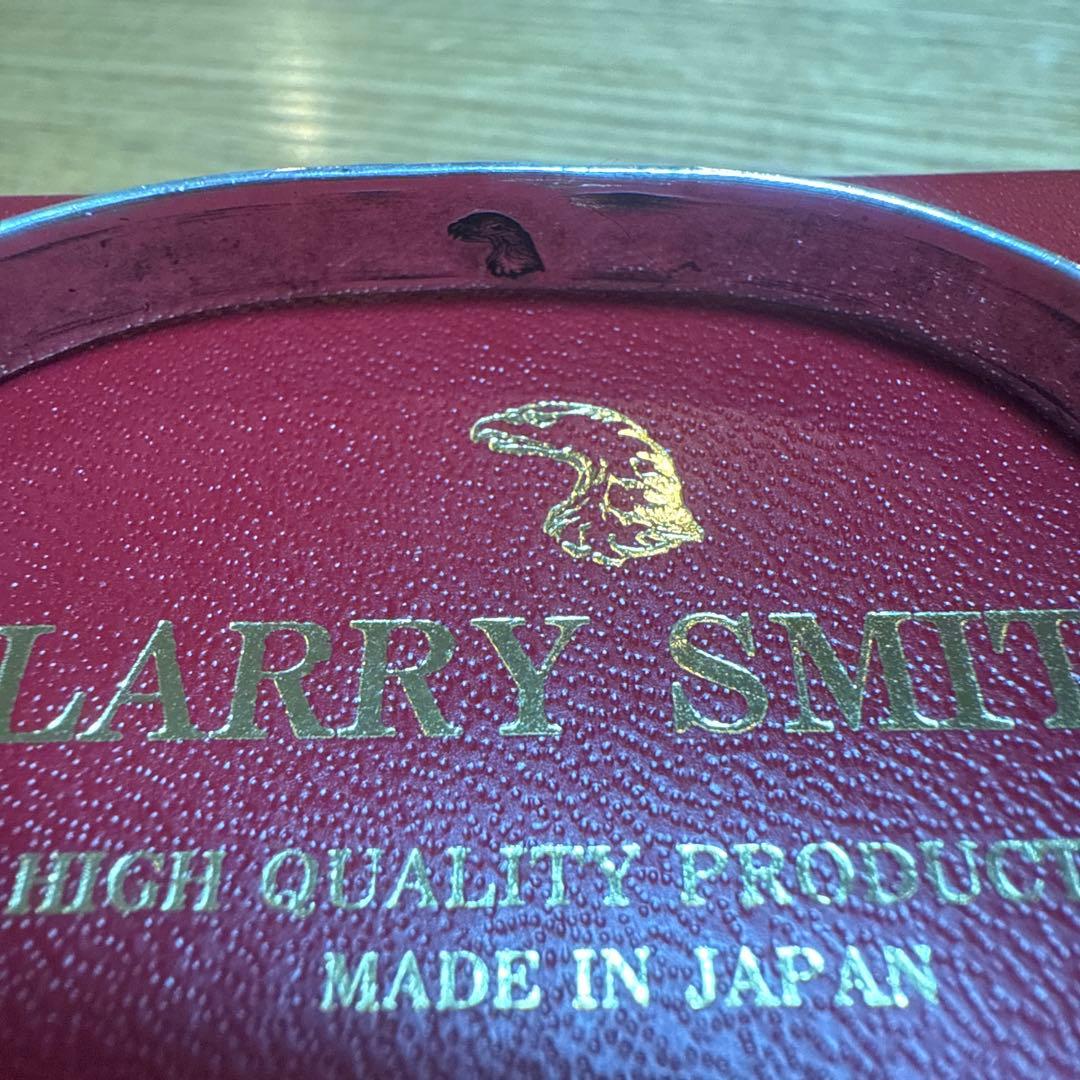 LARRY SMIT
HIGH QUALITY PRODUCT
MADE IN JAPAN